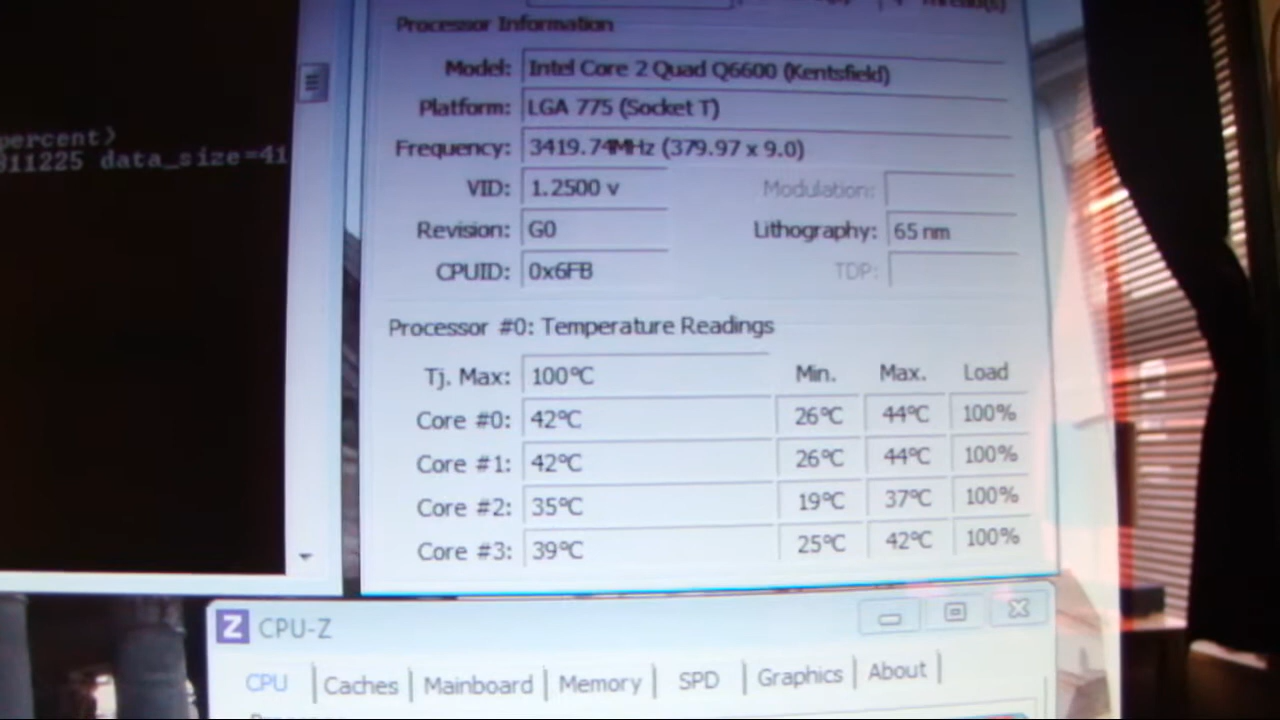 Processor Information
Model: Intel Core 2 Quad Q6600 (Kentsfield)
percent)
Platform: LGA 775 (Socket T)
311225 data_size=41
Frequency: 3419.74MHz (379.97 x 9.0)
VID: 1.2500 v Modulation:
Revision: G0 Lithography: 65 nm
CPUID: 0x6FB TDP:
Processor #0: Temperature Readings
Tj. Max: 100°C Min. Max. Load
Core #0: 42°C 26°C 44°C 100%
Core #1: 42°C 26°C 44°C 100%
Core #2: 35°C 19°C 37°C 100%
Core #3: 39°C 25°C 42°C 100%
Z CPU-Z
CPU Caches Mainboard Memory SPD Graphics About